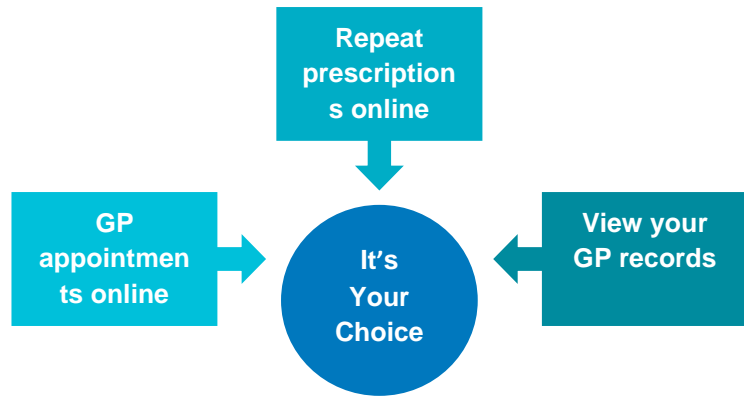 Repeat
prescription
s online
GP
appointmen
ts online
It's
Your
Choice
View your
GP records